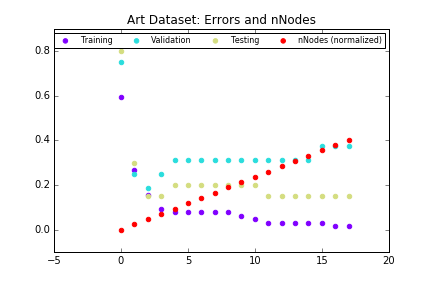 Art Dataset: Errors and nNodes
Training Validation Testing nNodes (normalized)
0.8
0.6
0.4
0.2
0.0
−5 0 5 10 15 20